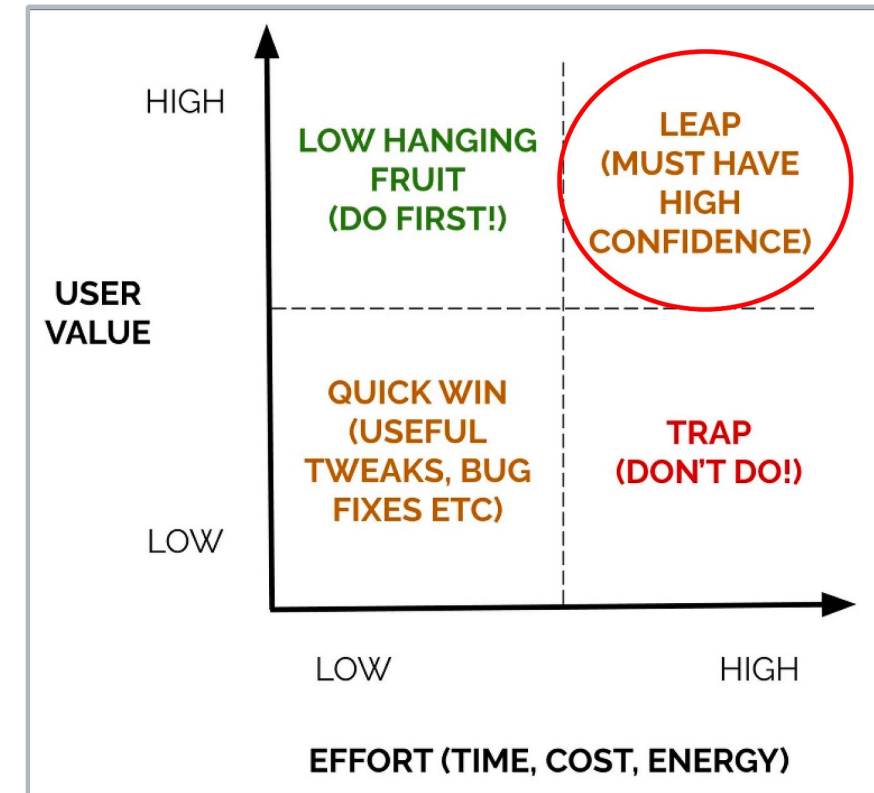 HIGH
LOW HANGING
FRUIT
(DO FIRST!)
LEAP
(MUST HAVE
HIGH
CONFIDENCE)
USER
VALUE
QUICK WIN
(USEFUL
TWEAKS, BUG
FIXES ETC)
TRAP
(DON'T DO!)
LOW
LOW
HIGH
EFFORT (TIME, COST, ENERGY)